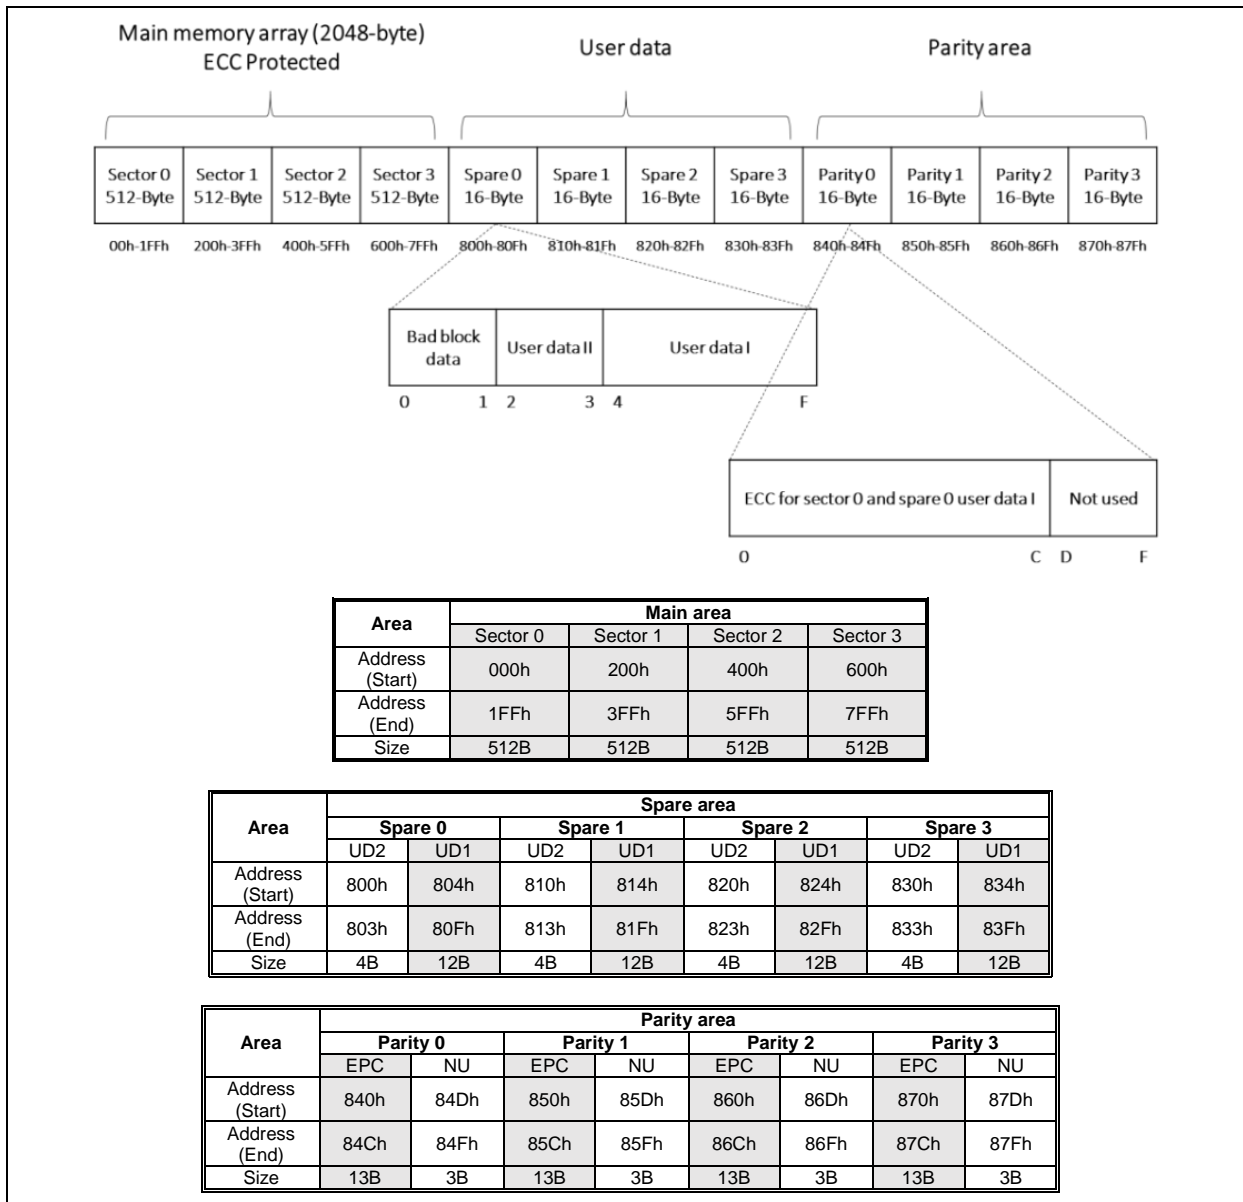 Main memory array (2048-byte)
ECC Protected
User data
Parity area
Sector 0 Sector 1 Sector 2 Sector 3 Spare 0 Spare 1 Spare 2 Spare 3 Parity 0 Parity 1 Parity 2 Parity 3
512-Byte 512-Byte 512-Byte 512-Byte 16-Byte 16-Byte 16-Byte 16-Byte 16-Byte 16-Byte 16-Byte 16-Byte
00h-1FFh 200h-3FFh 400h-5FFh 600h-7FFh 800h-80Fh 810h-81Fh 820h-82Fh 830h-83Fh 840h-84Fh 850h-85Fh 860h-86Fh 870h-87Fh
Bad block
data
User data II
User data I
0 1 2 3 4 F
ECC for sector 0 and spare 0 user data I Not used
0 C D F
Area
Main area
Sector 0 Sector 1 Sector 2 Sector 3
Address
(Start)
000h 200h 400h 600h
Address
(End)
1FFh 3FFh 5FFh 7FFh
Size 512B 512B 512B 512B
Area
Spare area
Spare 0 Spare 1 Spare 2 Spare 3
UD2 UD1 UD2 UD1 UD2 UD1 UD2 UD1
Address
(Start)
800h 804h 810h 814h 820h 824h 830h 834h
Address
(End)
803h 80Fh 813h 81Fh 823h 82Fh 833h 83Fh
Size 4B 12B 4B 12B 4B 12B 4B 12B
Area
Parity area
Parity 0 Parity 1 Parity 2 Parity 3
EPC NU EPC NU EPC NU EPC NU
Address
(Start)
840h 84Dh 850h 85Dh 860h 86Dh 870h 87Dh
Address
(End)
84Ch 84Fh 85Ch 85Fh 86Ch 86Fh 87Ch 87Fh
Size 13B 3B 13B 3B 13B 3B 13B 3B